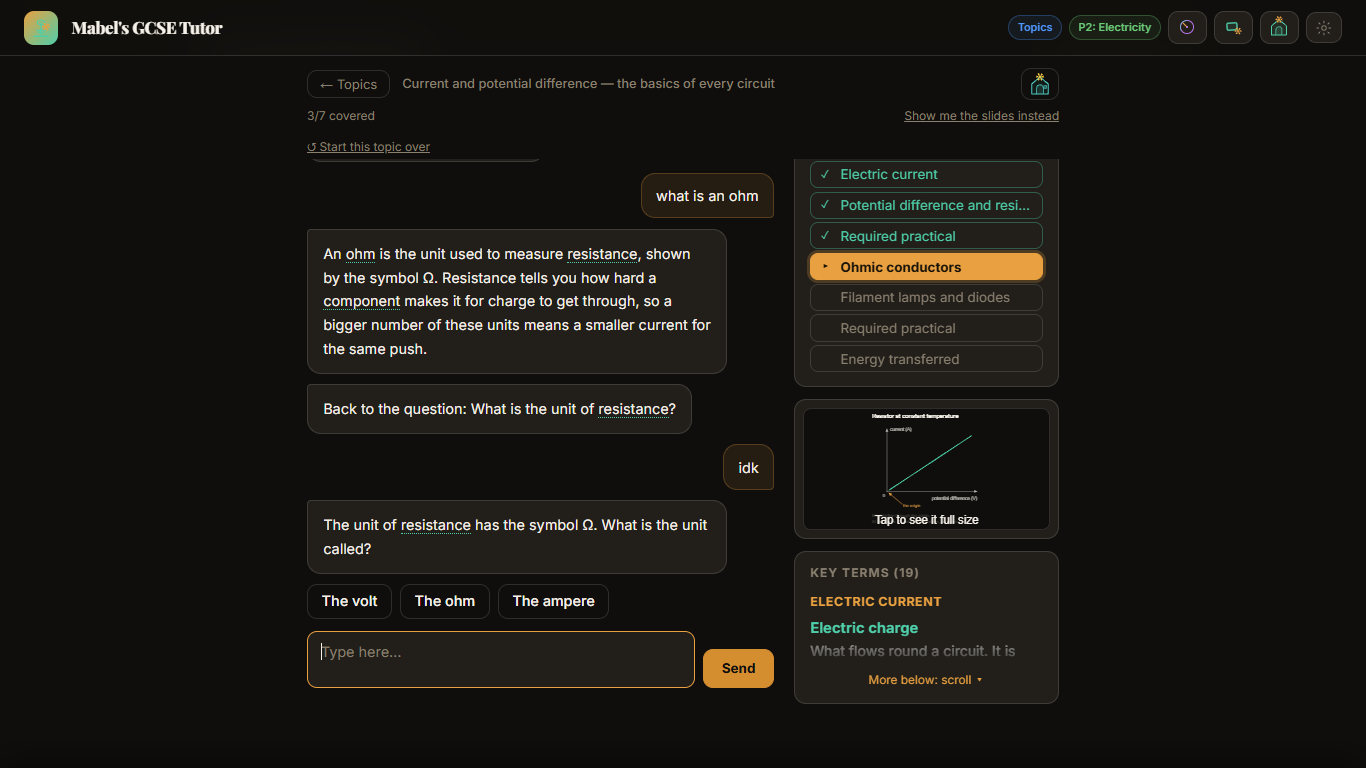 Mabel's GCSE Tutor
Topics
P2: Electricity
← Topics
Current and potential difference — the basics of every circuit
3/7 covered
Show me the slides instead
↺ Start this topic over
what is an ohm
An ohm is the unit used to measure resistance, shown
by the symbol Ω. Resistance tells you how hard a
component makes it for charge to get through, so a
bigger number of these units means a smaller current for
the same push.
Back to the question: What is the unit of resistance?
idk
The unit of resistance has the symbol Ω. What is the unit
called?
The volt
The ohm
The ampere
Type here...
Send
✓ Electric current
✓ Potential difference and resi...
✓ Required practical
‣ Ohmic conductors
Filament lamps and diodes
Required practical
Energy transferred
Resistor at constant temperature
current (A)
0
potential difference (V)
Tap to see it full size
KEY TERMS (19)
ELECTRIC CURRENT
Electric charge
What flows round a circuit. It is
More below: scroll ▾